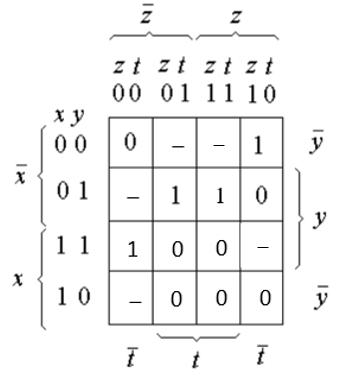 z̄ z
z t z t z t z t
0 0 0 1 1 1 1 0
x y
x̄ 0 0 0 – – 1 ȳ
0 1 – 1 1 0
y
x 1 1 1 0 0 –
1 0 – 0 0 0 ȳ
t̄ t t̄